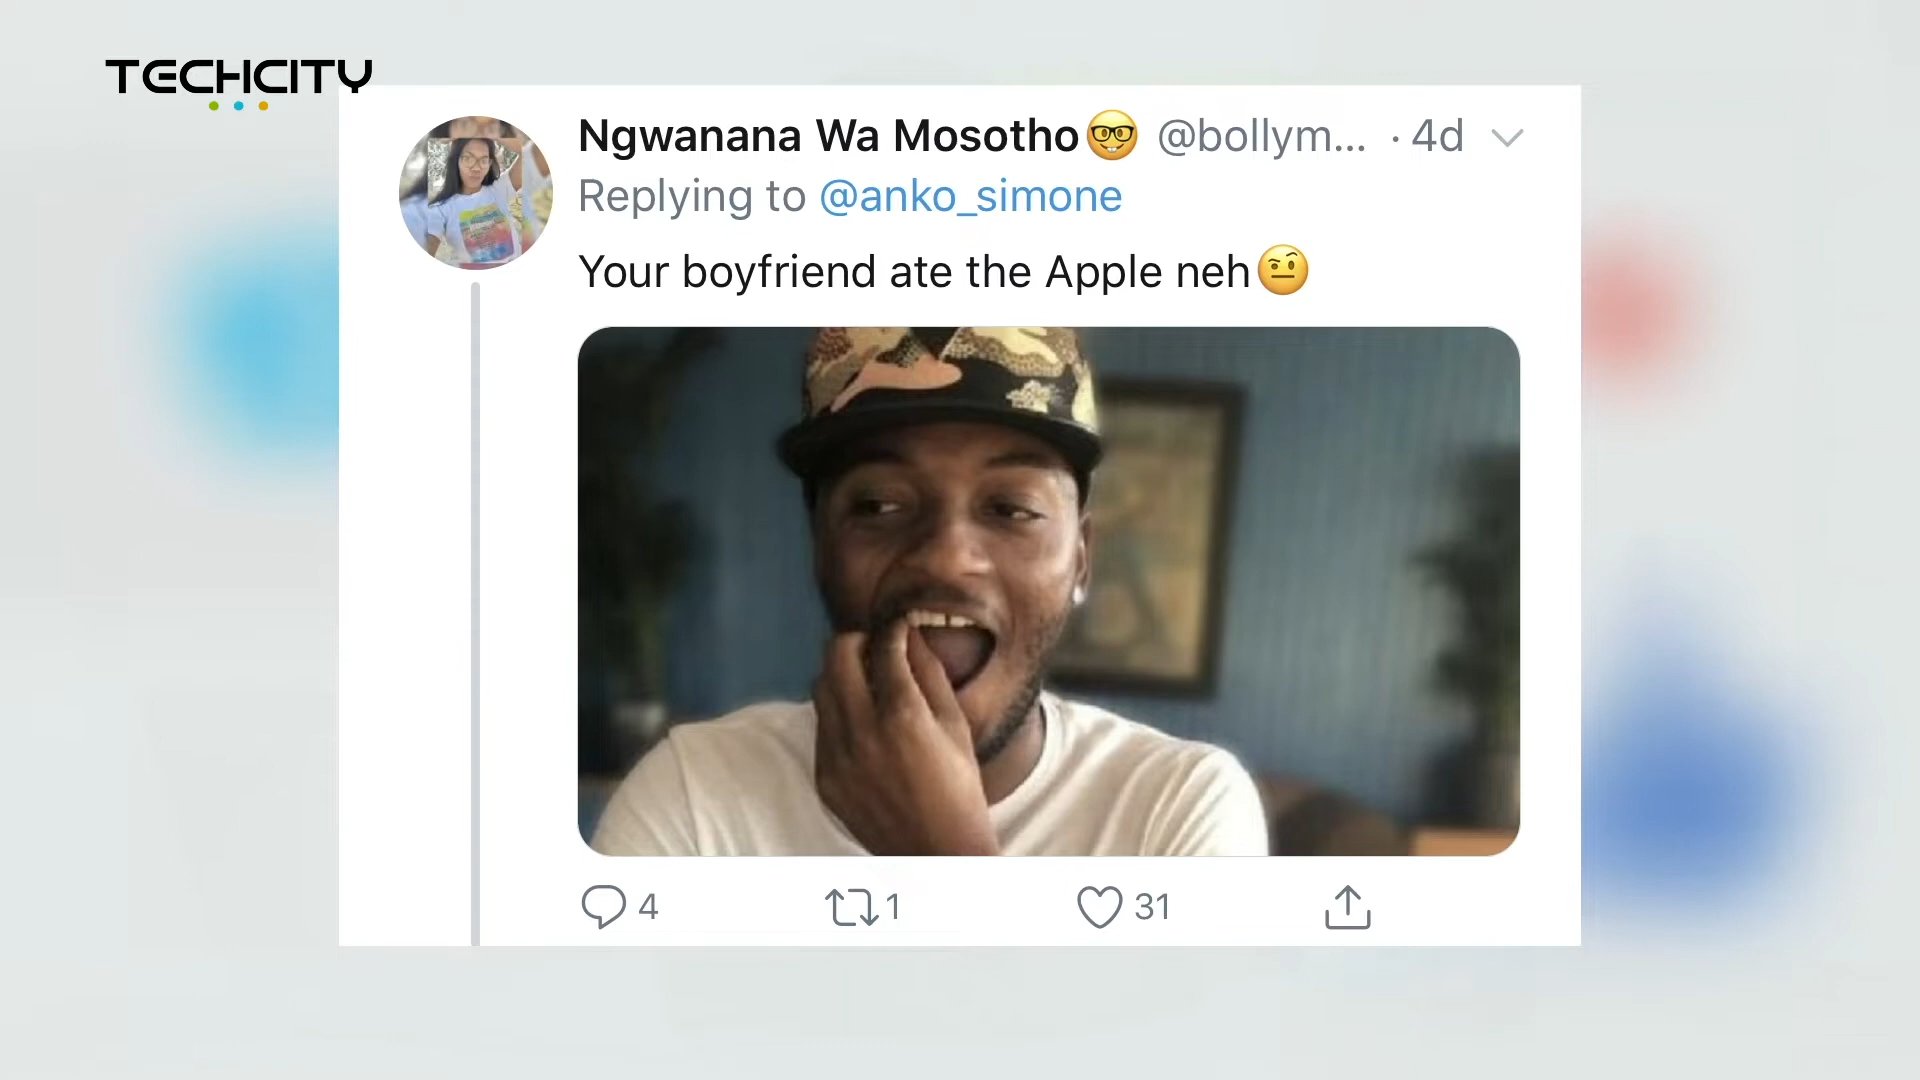 TECHCITY
Ngwanana Wa Mosotho🤓 @bollym... · 4d
Replying to @anko_simone
Your boyfriend ate the Apple neh🤨
4 1 31